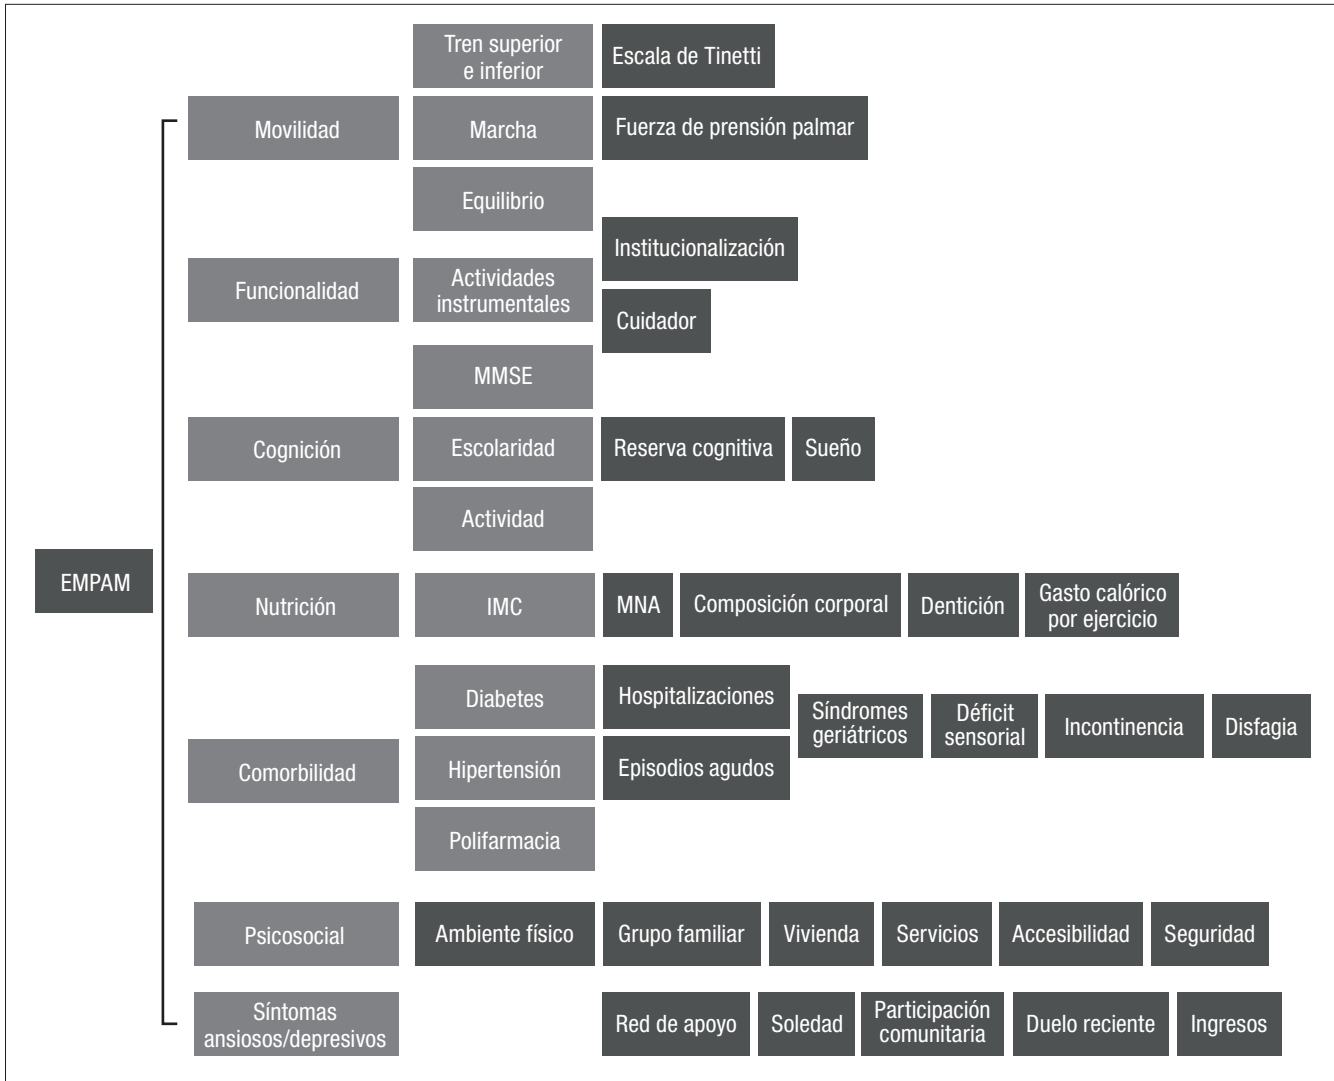 Tren superior
e inferior
Escala de Tinetti
Movilidad
Marcha
Fuerza de prensión palmar
Equilibrio
Institucionalización
Funcionalidad
Actividades
instrumentales
Cuidador
MMSE
Cognición
Escolaridad
Reserva cognitiva
Sueño
Actividad
EMPAM
Nutrición
IMC
MNA
Composición corporal
Dentición
Gasto calórico
por ejercicio
Diabetes
Hospitalizaciones
Síndromes
geriátricos
Déficit
sensorial
Incontinencia
Disfagia
Comorbilidad
Hipertensión
Episodios agudos
Polifarmacia
Psicosocial
Ambiente físico
Grupo familiar
Vivienda
Servicios
Accesibilidad
Seguridad
Síntomas
ansiosos/depresivos
Red de apoyo
Soledad
Participación
comunitaria
Duelo reciente
Ingresos